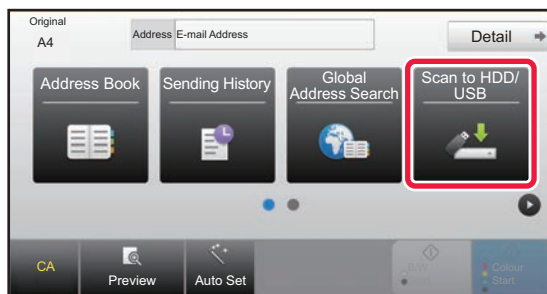 Original
A4
Address E-mail Address
Detail
Address Book
Sending History
Global
Address Search
Scan to HDD/
USB
CA
Preview
Auto Set
B/W
Start
Colour
Start